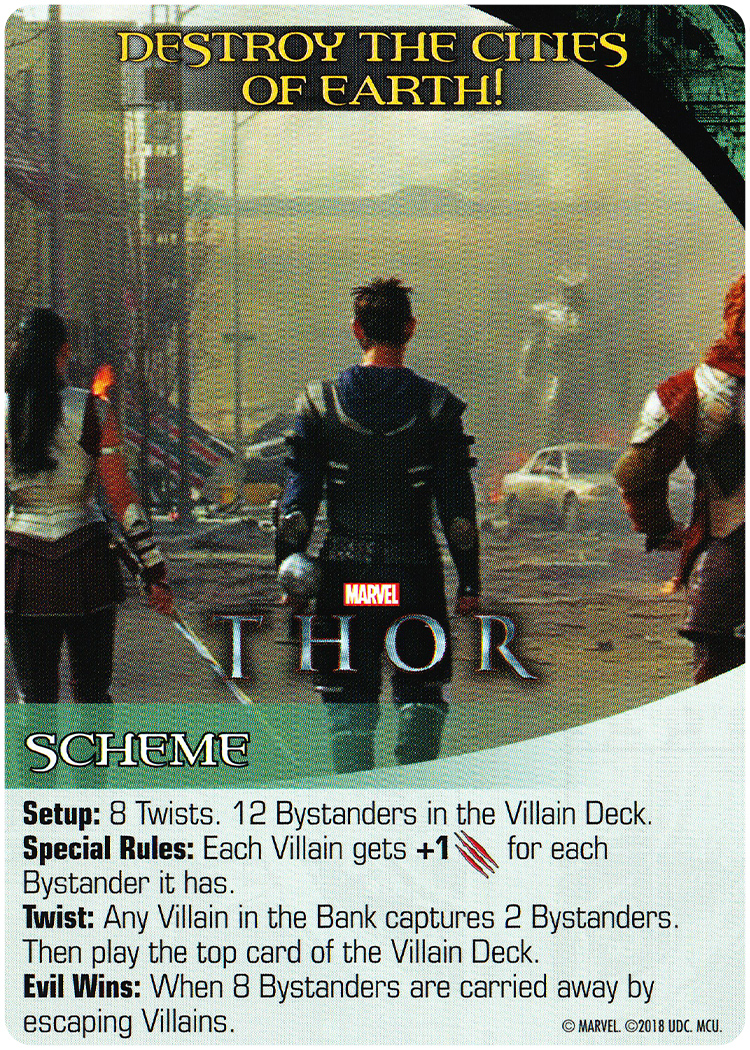 DESTROY THE CITIES
OF EARTH!
MARVEL
THOR
SCHEME
Setup: 8 Twists. 12 Bystanders in the Villain Deck.
Special Rules: Each Villain gets +1 for each
Bystander it has.
Twist: Any Villain in the Bank captures 2 Bystanders.
Then play the top card of the Villain Deck.
Evil Wins: When 8 Bystanders are carried away by
escaping Villains.
© MARVEL. ©2018 UDC. MCU.